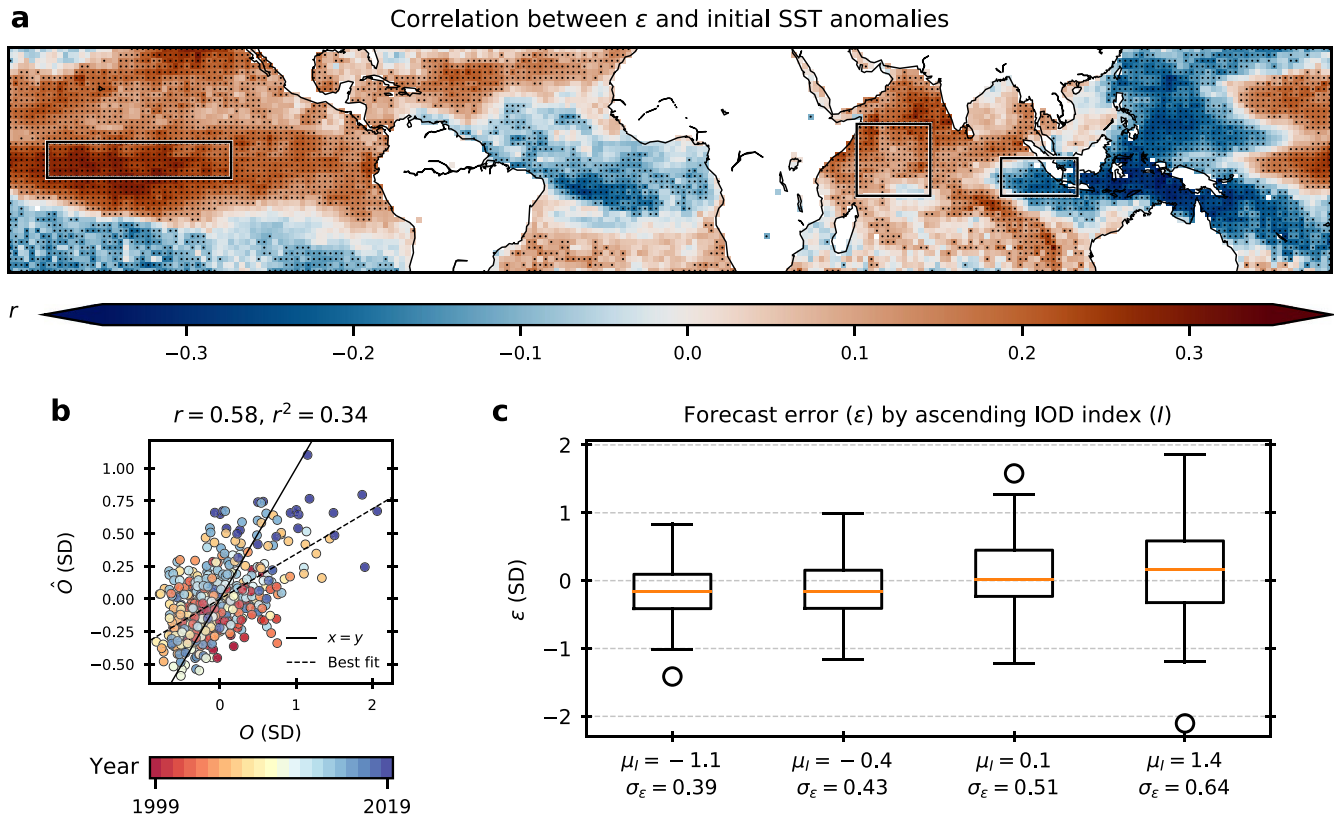 a
Correlation between ε and initial SST anomalies
r
−0.3 −0.2 −0.1 0.0 0.1 0.2 0.3
b
r = 0.58, r² = 0.34
1.00
0.75
0.50
0.25
0.00
−0.25
−0.50
Ô (SD)
x = y
Best fit
0 1 2
O (SD)
Year
1999 2019
c
Forecast error (ε) by ascending IOD index (I)
2
1
0
−1
−2
ε (SD)
μI = −1.1 μI = −0.4 μI = 0.1 μI = 1.4
σε = 0.39 σε = 0.43 σε = 0.51 σε = 0.64